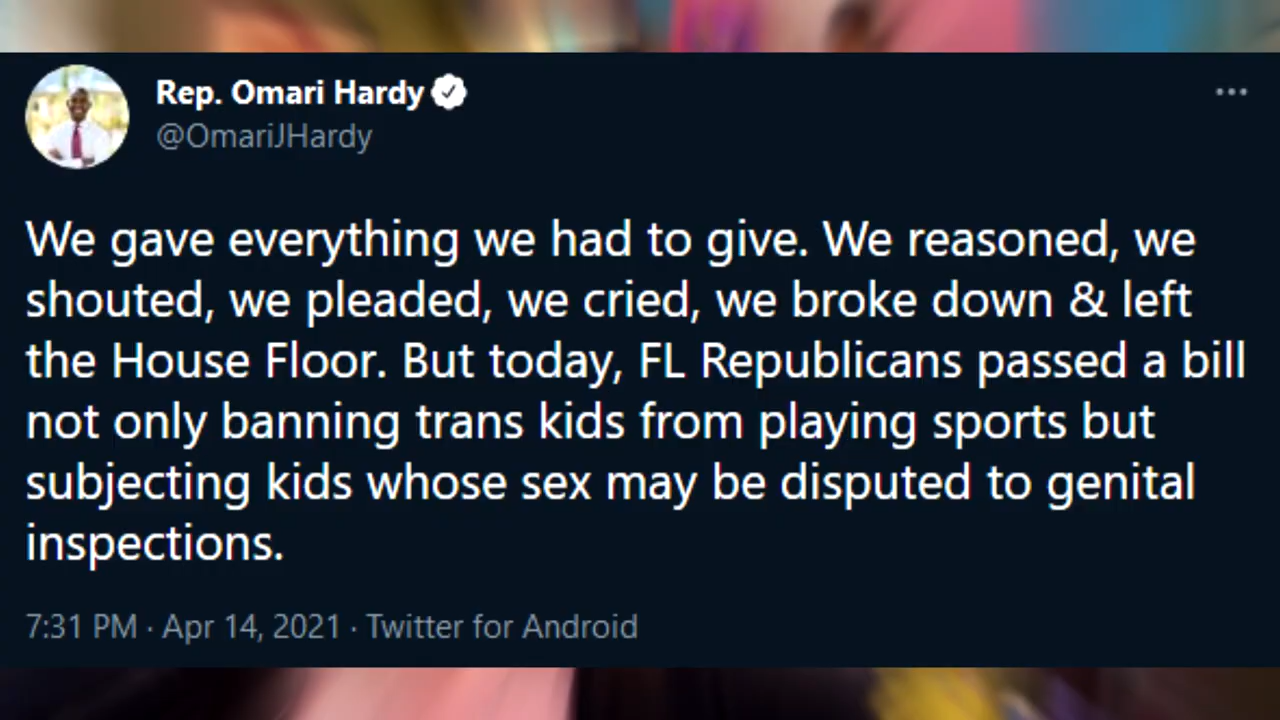 Rep. Omari Hardy
@OmariJHardy
We gave everything we had to give. We reasoned, we
shouted, we pleaded, we cried, we broke down & left
the House Floor. But today, FL Republicans passed a bill
not only banning trans kids from playing sports but
subjecting kids whose sex may be disputed to genital
inspections.
7:31 PM · Apr 14, 2021 · Twitter for Android